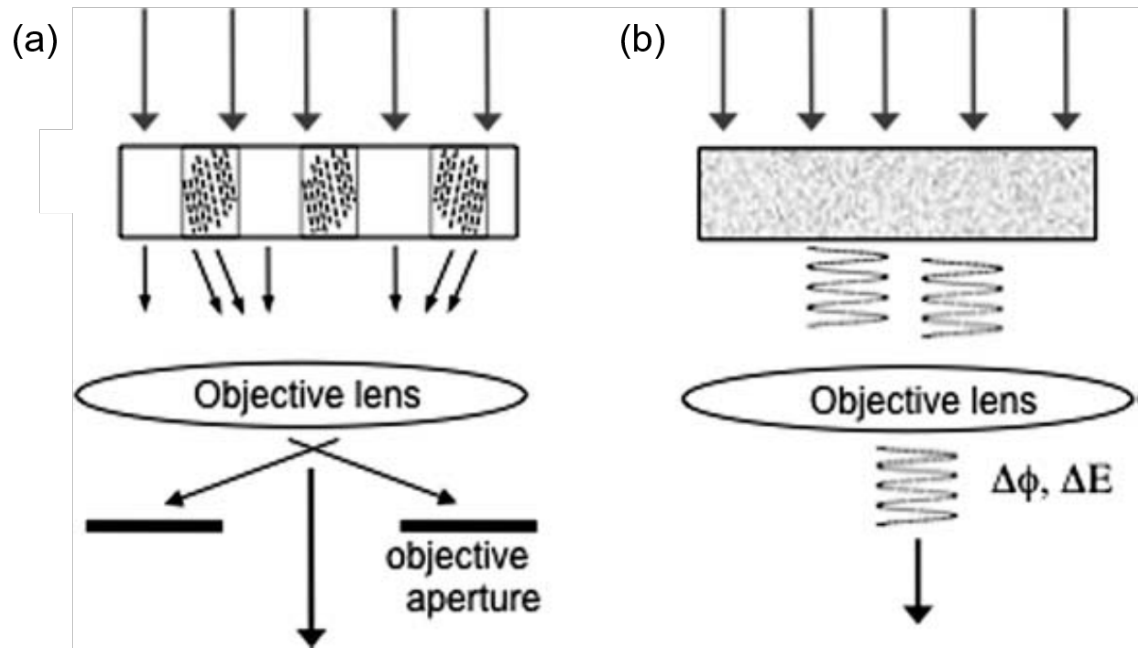 (a)
(b)
Objective lens
Objective lens
Δϕ, ΔE
objective
aperture